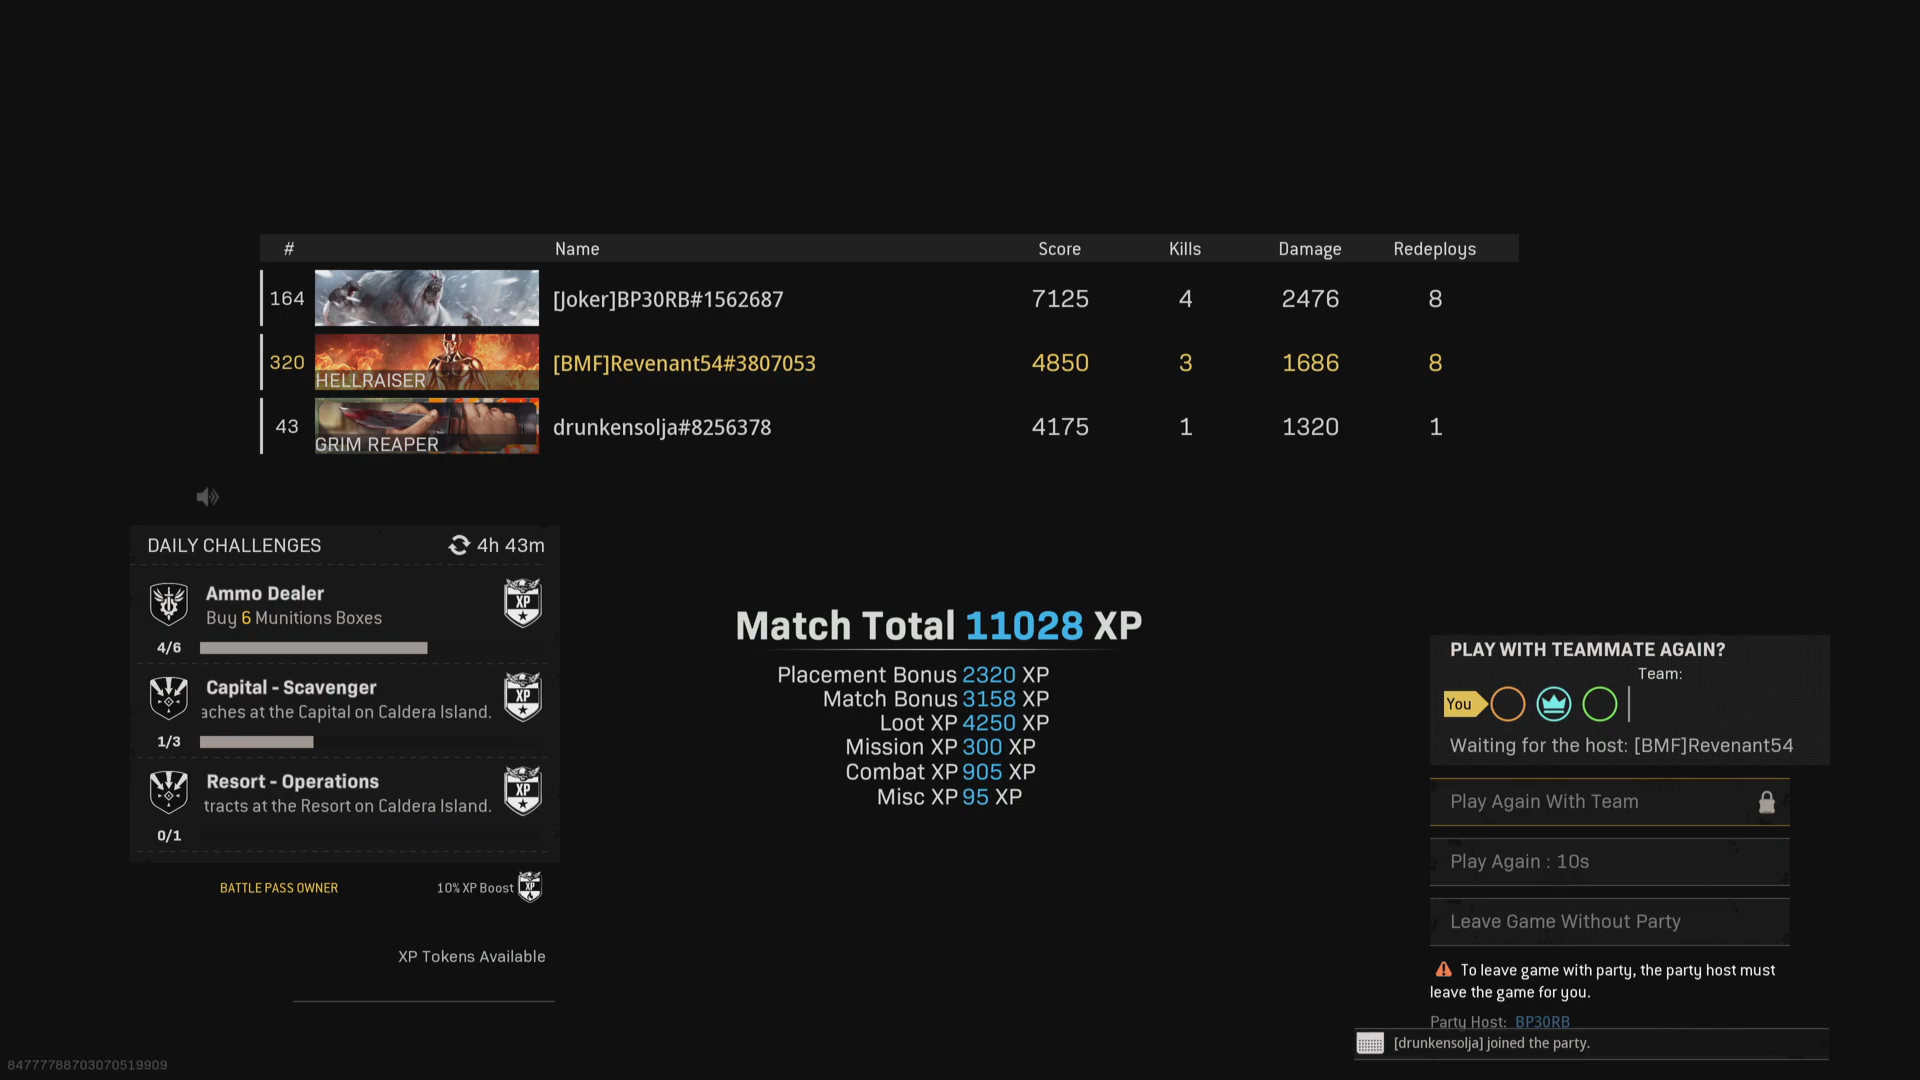 # Name Score Kills Damage Redeploys
164 [Joker]BP30RB#1562687 7125 4 2476 8
320 HELLRAISER [BMF]Revenant54#3807053 4850 3 1686 8
43 GRIM REAPER drunkensolja#8256378 4175 1 1320 1
DAILY CHALLENGES 4h 43m
Ammo Dealer
Buy 6 Munitions Boxes
XP
4/6
Capital - Scavenger
aches at the Capital on Caldera Island.
XP
1/3
Resort - Operations
tracts at the Resort on Caldera Island.
XP
0/1
BATTLE PASS OWNER 10% XP Boost XP
XP Tokens Available
Match Total 11028 XP
Placement Bonus 2320 XP
Match Bonus 3158 XP
Loot XP 4250 XP
Mission XP 300 XP
Combat XP 905 XP
Misc XP 95 XP
PLAY WITH TEAMMATE AGAIN?
Team:
You
Waiting for the host: [BMF]Revenant54
Play Again With Team
Play Again : 10s
Leave Game Without Party
To leave game with party, the party host must
leave the game for you.
Party Host: BP30RB
[drunkensolja] joined the party.
84777788703070519909